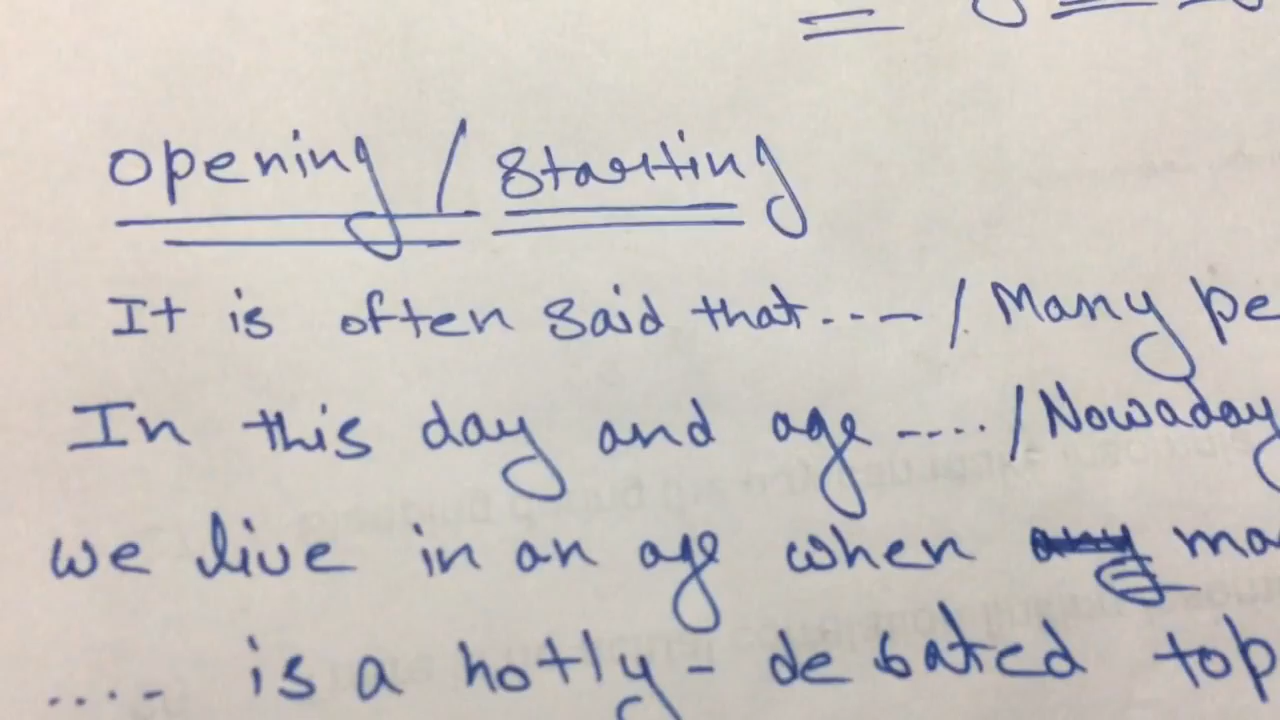 Opening / Starting
It is often said that.... / Many pe
In this day and age ..... / Nowaday
we live in an age when ma
..... is a hotly - debated top